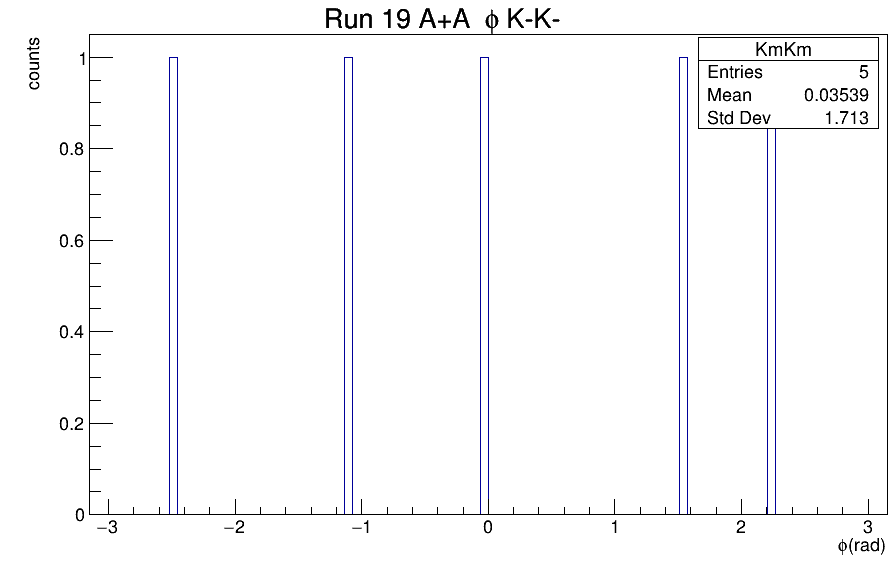 Run 19 A+A ϕ K-K-
counts
KmKm
Entries 5
Mean 0.03539
Std Dev 1.713
1
0.8
0.6
0.4
0.2
0
−3 −2 −1 0 1 2 3
ϕ(rad)